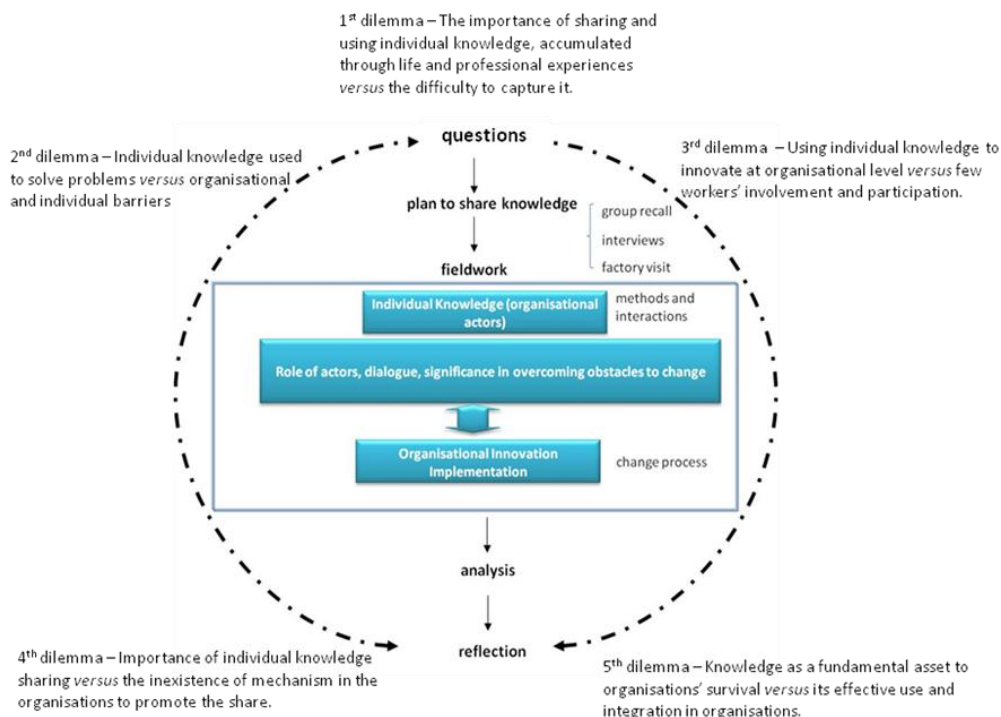 1st dilemma – The importance of sharing and
using individual knowledge, accumulated
through life and professional experiences
versus the difficulty to capture it.
questions
2nd dilemma – Individual knowledge used
to solve problems versus organisational
and individual barriers
3rd dilemma – Using individual knowledge to
innovate at organisational level versus few
workers' involvement and participation.
plan to share knowledge
group recall
interviews
factory visit
fieldwork
Individual Knowledge (organisational
actors)
methods and
interactions
Role of actors, dialogue, significance in overcoming obstacles to change
Organisational Innovation
Implementation
change process
analysis
reflection
4th dilemma – Importance of individual knowledge
sharing versus the inexistence of mechanism in the
organisations to promote the share.
5th dilemma – Knowledge as a fundamental asset to
organisations' survival versus its effective use and
integration in organisations.